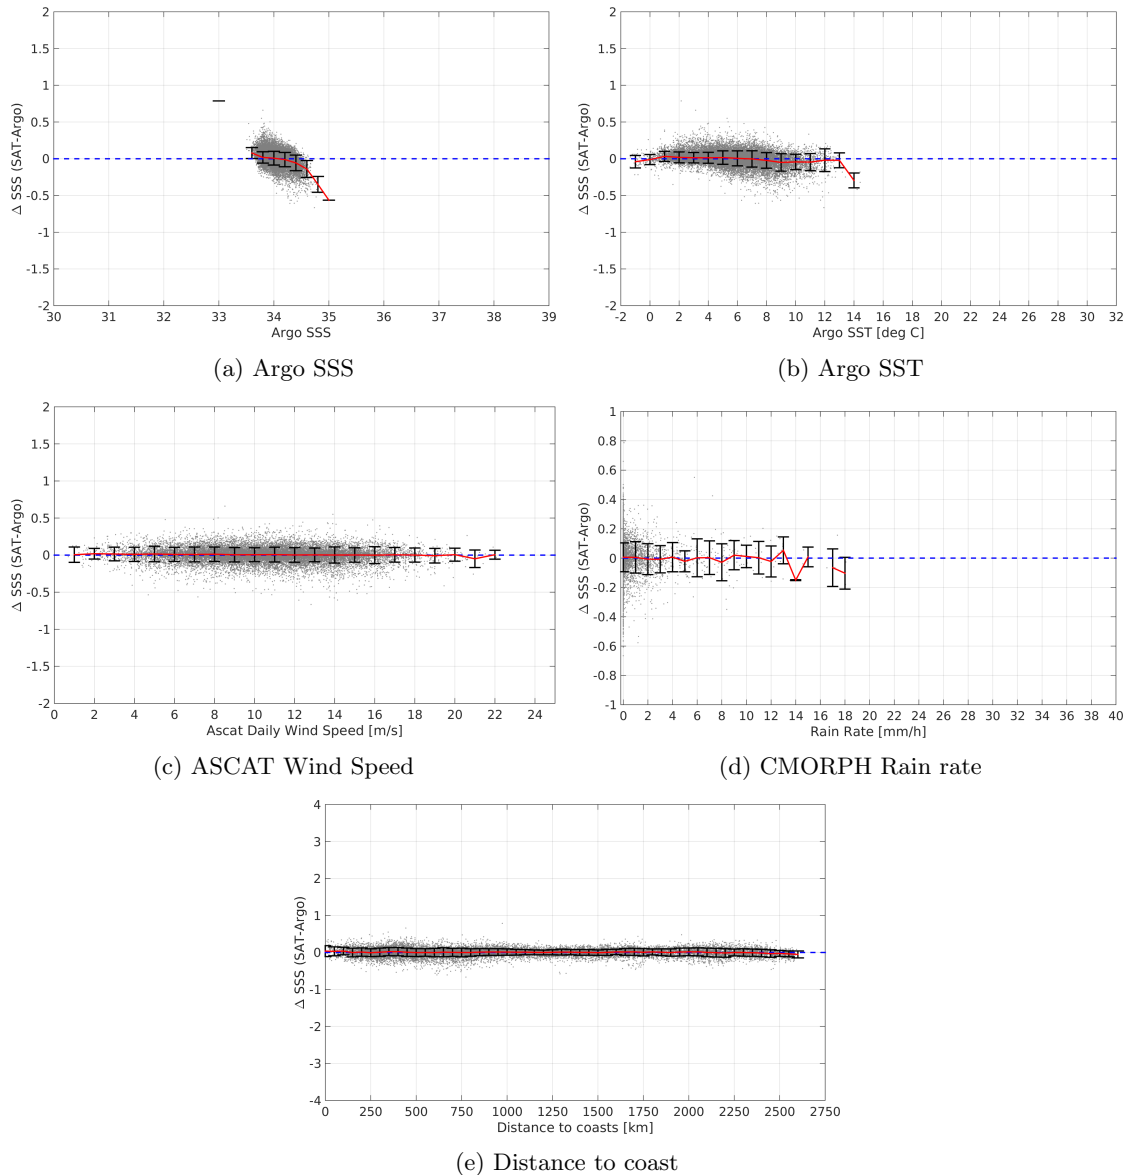 2
1.5
1
0.5
0
-0.5
-1
-1.5
-2
Δ SSS (SAT-Argo)
30 31 32 33 34 35 36 37 38 39
Argo SSS
(a) Argo SSS
2
1.5
1
0.5
0
-0.5
-1
-1.5
-2
Δ SSS (SAT-Argo)
-2 0 2 4 6 8 10 12 14 16 18 20 22 24 26 28 30 32
Argo SST [deg C]
(b) Argo SST
2
1.5
1
0.5
0
-0.5
-1
-1.5
-2
Δ SSS (SAT-Argo)
0 2 4 6 8 10 12 14 16 18 20 22 24
Ascat Daily Wind Speed [m/s]
(c) ASCAT Wind Speed
1
0.8
0.6
0.4
0.2
0
-0.2
-0.4
-0.6
-0.8
-1
Δ SSS (SAT-Argo)
0 2 4 6 8 10 12 14 16 18 20 22 24 26 28 30 32 34 36 38 40
Rain Rate [mm/h]
(d) CMORPH Rain rate
4
3
2
1
0
-1
-2
-3
-4
Δ SSS (SAT-Argo)
0 250 500 750 1000 1250 1500 1750 2000 2250 2500 2750
Distance to coasts [km]
(e) Distance to coast